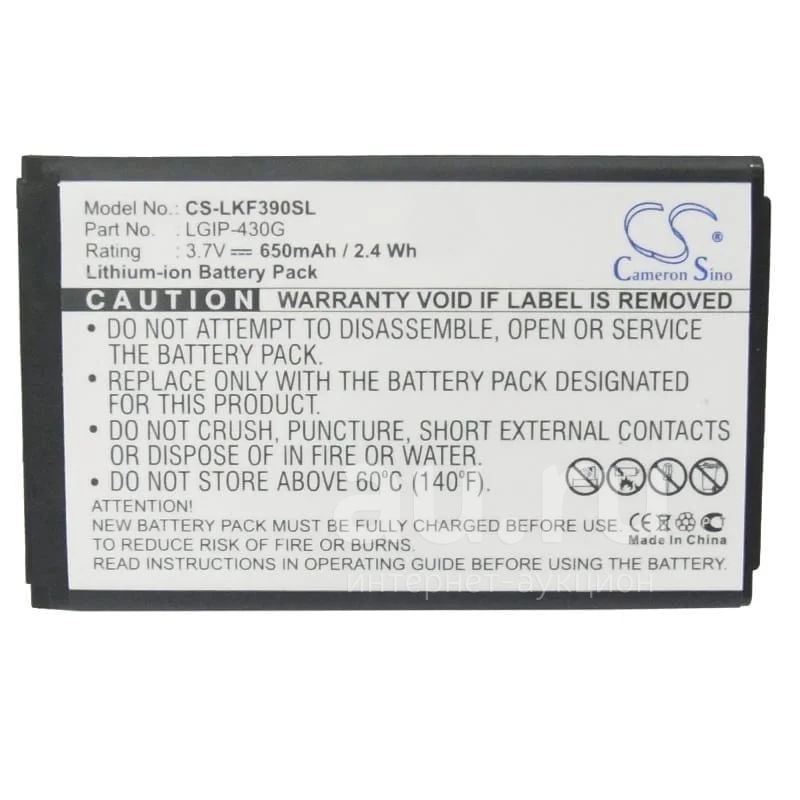 Model No.: CS-LKF390SL
Part No. : LGIP-430G
Rating : 3.7V 650mAh / 2.4 Wh
Lithium-ion Battery Pack
CS
Cameron Sino
CAUTION WARRANTY VOID IF LABEL IS REMOVED
• DO NOT ATTEMPT TO DISASSEMBLE, OPEN OR SERVICE
THE BATTERY PACK.
• REPLACE ONLY WITH THE BATTERY PACK DESIGNATED
FOR THIS PRODUCT.
• DO NOT CRUSH, PUNCTURE, SHORT EXTERNAL CONTACTS
OR DISPOSE OF IN FIRE OR WATER.
• DO NOT STORE ABOVE 60°C (140°F).
ATTENTION!
NEW BATTERY PACK MUST BE FULLY CHARGED BEFORE USE
TO REDUCE RISK OF FIRE OR BURNS.
PLEASE READ INSTRUCTION IN OPERATING GUIDE ABOUT THE BATTERY.
CE
Made In China
au.ru
интернет-аукцион